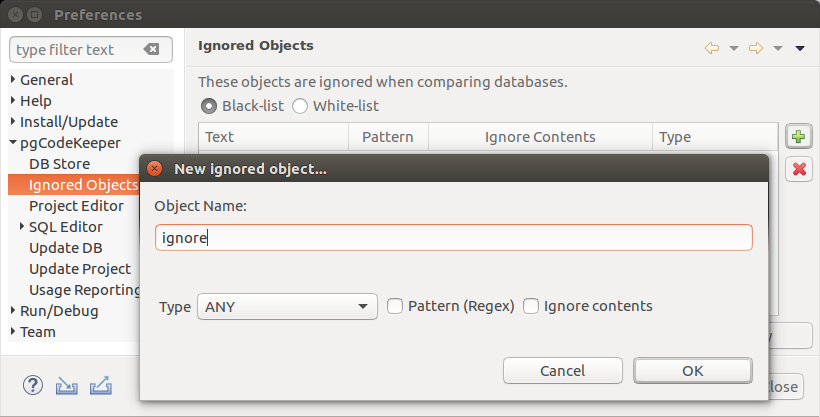 Preferences
type filter text
General
Help
Install/Update
pgCodeKeeper
DB Store
Ignored Objects
Project Editor
SQL Editor
Update DB
Update Project
Usage Reporting
Run/Debug
Team
Ignored Objects
These objects are ignored when comparing databases.
Black-list White-list
Text Pattern Ignore Contents Type
New ignored object...
Object Name:
ignore
Type ANY Pattern (Regex) Ignore contents
Cancel OK